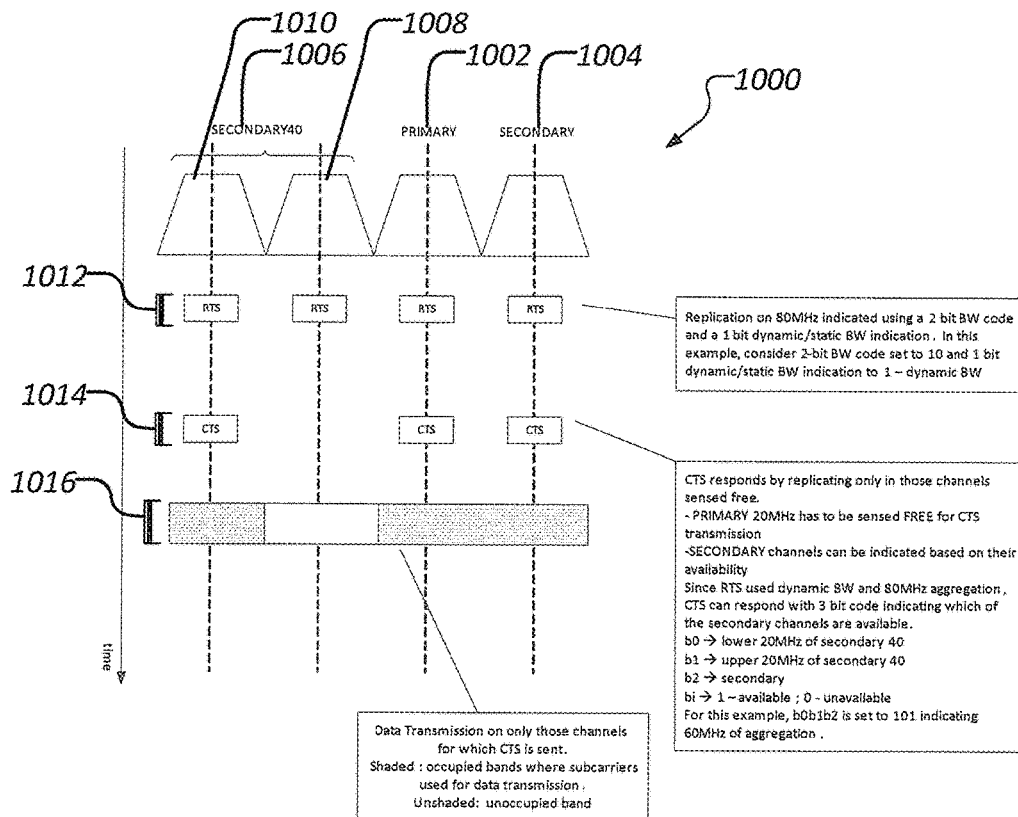 1010
1008
1006
1002
1004
1000
SECONDARY40
PRIMARY
SECONDARY
1012
RTS
RTS
RTS
RTS
Replication on 80MHz indicated using a 2 bit BW code
and a 1 bit dynamic/static BW indication. In this
example, consider 2-bit BW code set to 10 and 1 bit
dynamic/static BW indication to 1 – dynamic BW
1014
CTS
CTS
CTS
1016
CTS responds by replicating only in those channels
sensed free.
- PRIMARY 20MHz has to be sensed FREE for CTS
transmission
-SECONDARY channels can be indicated based on their
availability
Since RTS used dynamic BW and 80MHz aggregation,
CTS can respond with 3 bit code indicating which of
the secondary channels are available.
b0 → lower 20MHz of secondary 40
b1 → upper 20MHz of secondary 40
b2 → secondary
bi → 1 – available ; 0 - unavailable
For this example, b0b1b2 is set to 101 indicating
60MHz of aggregation .
time
Data Transmission on only those channels
for which CTS is sent.
Shaded : occupied bands where subcarriers
used for data transmission .
Unshaded: unoccupied band